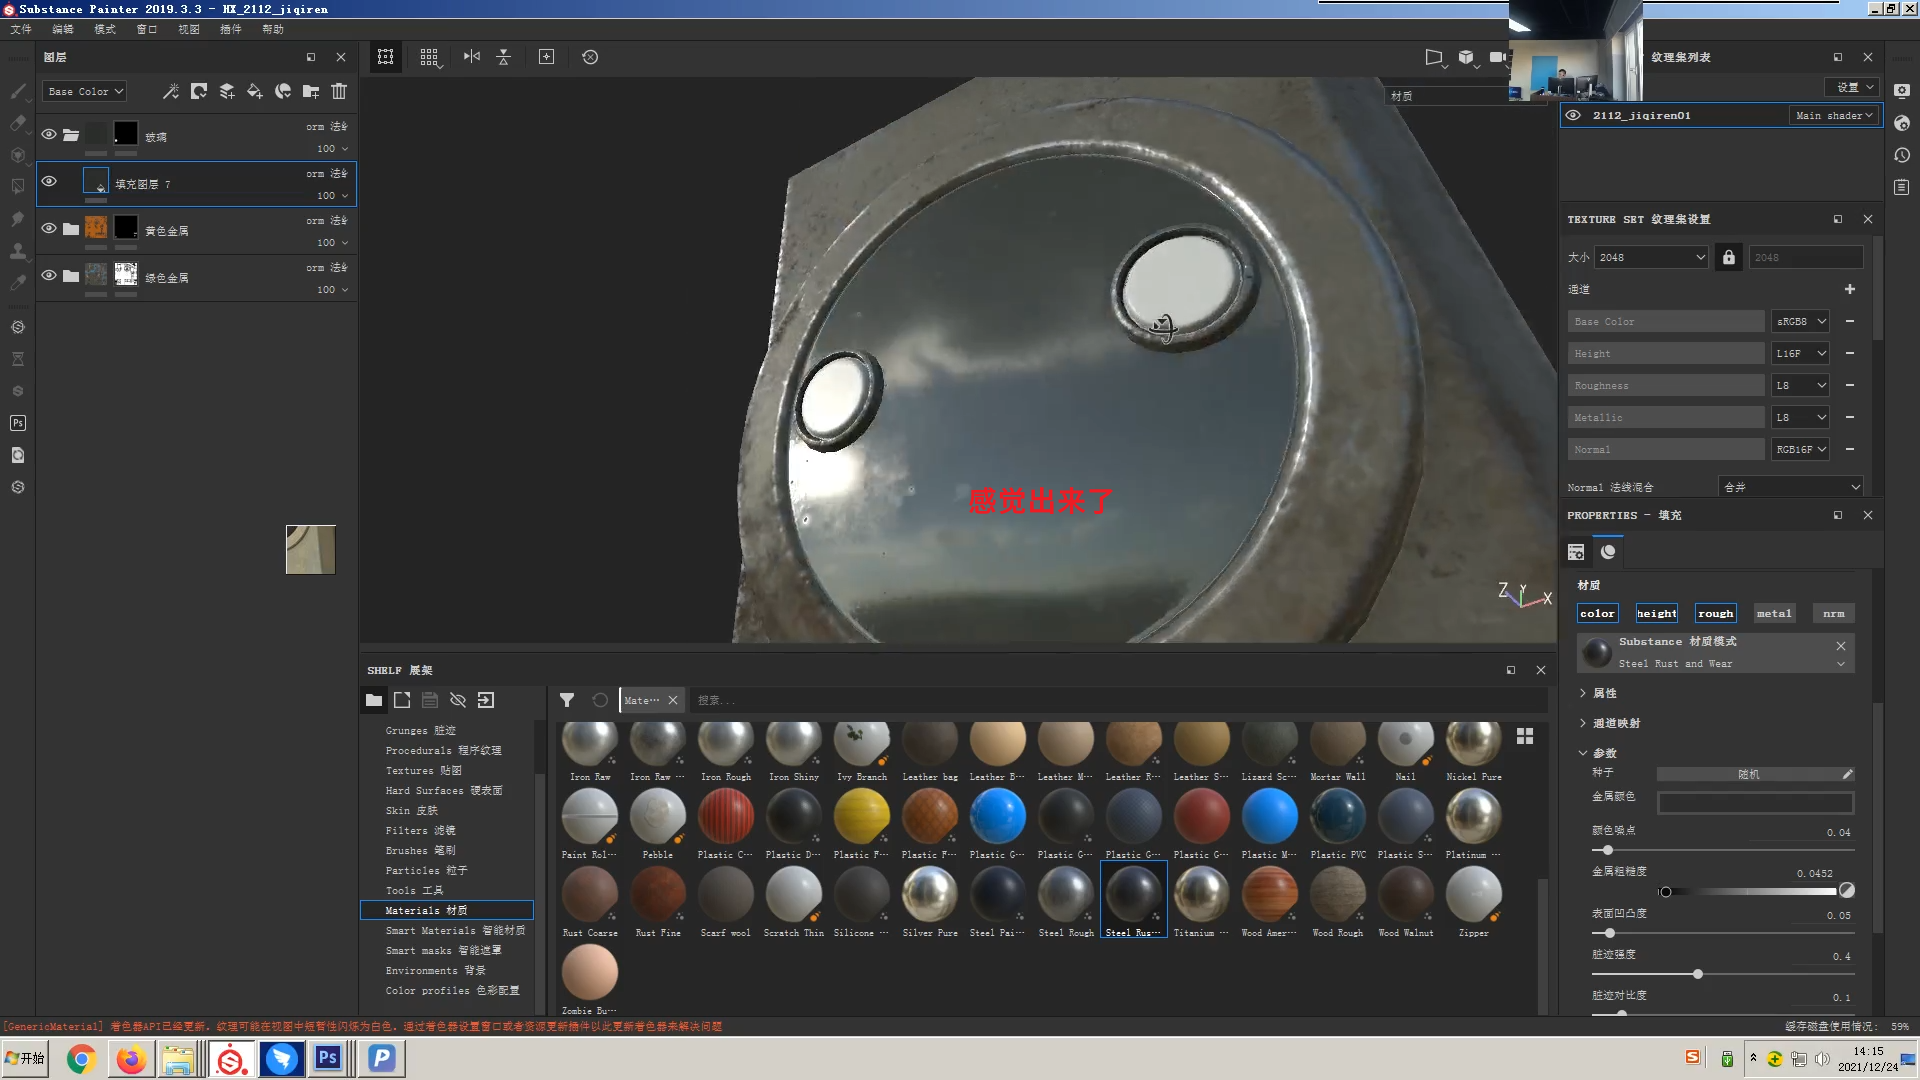 Substance Painter 2019.3.3 - HX_2112_jiqiren
文件 编辑 模式 窗口 视图 插件 帮助
图层
Base Color
玻璃
orm 法纟
100
填充图层 7
orm 法纟
100
黄色金属
orm 法纟
100
绿色金属
orm 法纟
100
材质
感觉出来了
Z Y X
纹理集列表
设置
2112_jiqiren01
Main shader
TEXTURE SET 纹理集设置
大小 2048 2048
通道
Base Color sRGB8
Height L16F
Roughness L8
Metallic L8
Normal RGB16F
Normal 法线混合 合并
PROPERTIES - 填充
材质
color height rough metal nrm
Substance 材质模式
Steel Rust and Wear
属性
通道映射
参数
种子 随机
金属颜色
颜色噪点 0.04
金属粗糙度 0.0452
表面凹凸度 0.05
脏迹强度 0.4
脏迹对比度 0.1
SHELF 展架
Mate… 搜索...
Grunges 脏迹
Procedurals 程序纹理
Textures 贴图
Hard Surfaces 硬表面
Skin 皮肤
Filters 滤镜
Brushes 笔刷
Particles 粒子
Tools 工具
Materials 材质
Smart Materials 智能材质
Smart masks 智能遮罩
Environments 背景
Color profiles 色彩配置
Iron Raw Iron Raw … Iron Rough Iron Shiny Ivy Branch Leather bag Leather B… Leather M… Leather R… Leather S… Lizard Sc… Mortar Wall Nail Nickel Pure
Paint Rol… Pebble Plastic C… Plastic D… Plastic F… Plastic F… Plastic G… Plastic G… Plastic G… Plastic G… Plastic M… Plastic PVC Plastic S… Platinum …
Rust Coarse Rust Fine Scarf wool Scratch Thin Silicone … Silver Pure Steel Pai… Steel Rough Steel Rus… Titanium … Wood Amer… Wood Rough Wood Walnut Zipper
Zombie Bu…
[GenericMaterial] 着色器API已经更新. 纹理可能在视图中短暂性闪烁为白色. 通过着色器设置窗口或者资源更新插件以此更新着色器来解决问题
缓存磁盘使用情况: 59%
开始
Ps
14:15
2021/12/24